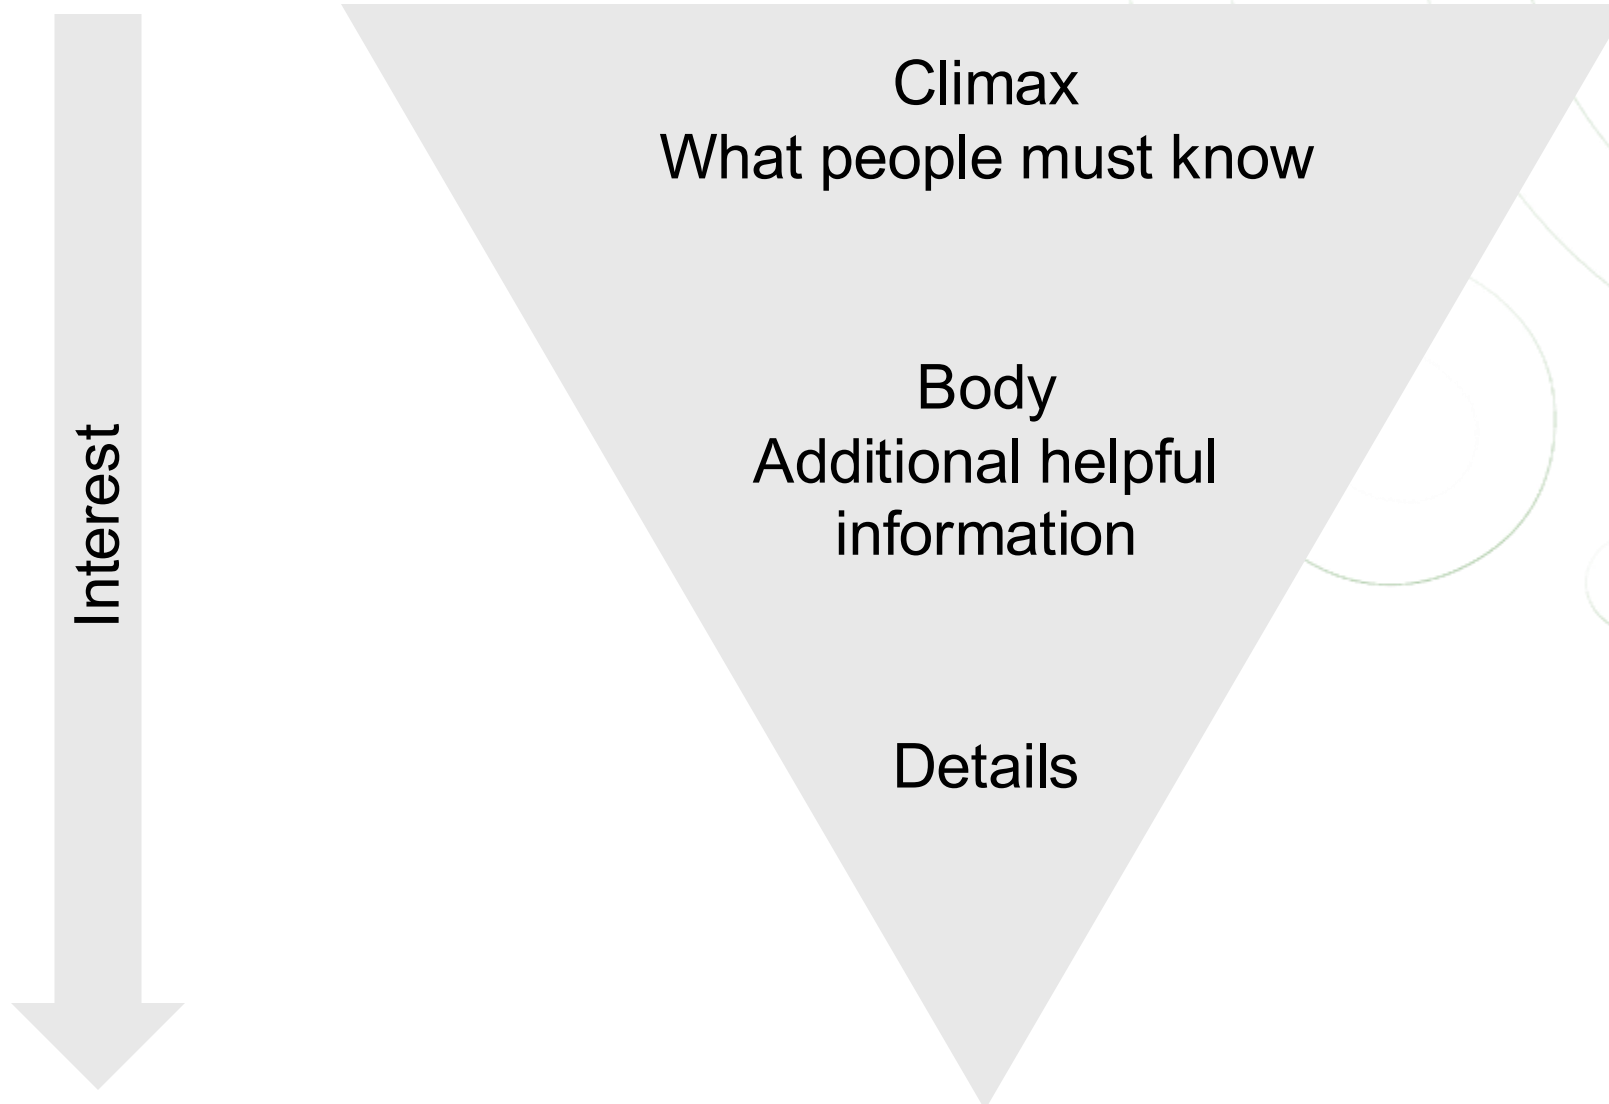 Climax
What people must know
Body
Additional helpful
information
Details
Interest